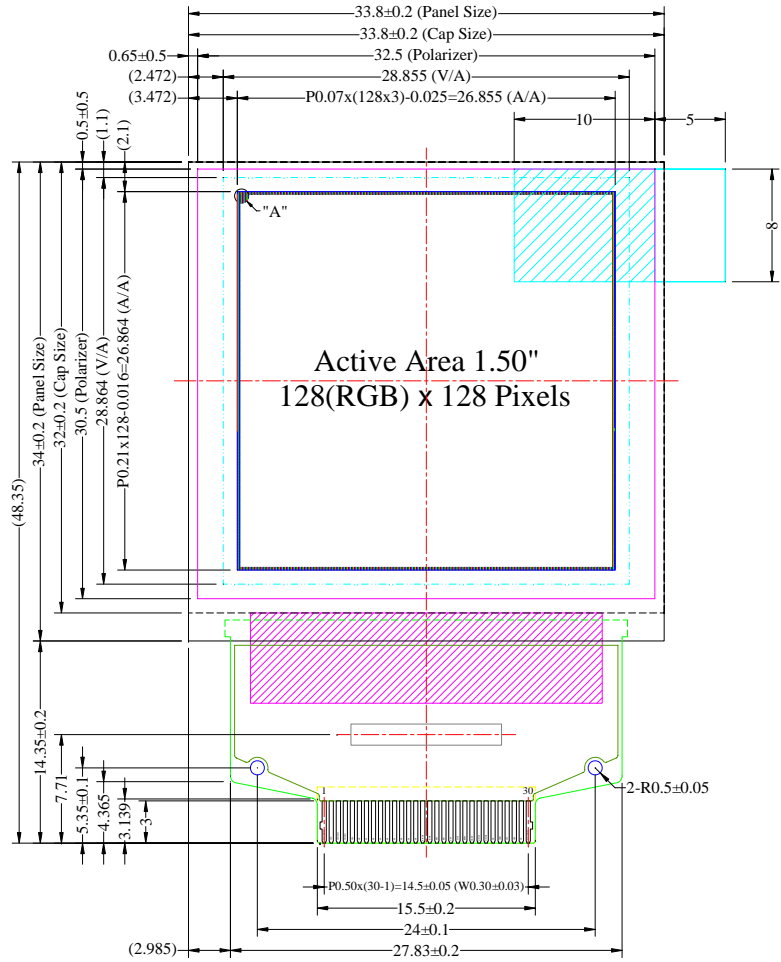 33.8±0.2 (Panel Size)
33.8±0.2 (Cap Size)
0.65±0.5
32.5 (Polarizer)
(2.472)
28.855 (V/A)
(3.472)
P0.07x(128x3)-0.025=26.855 (A/A)
0.5±0.5
(1.1)
(2.1)
10
5
8
"A"
Active Area 1.50"
128(RGB) x 128 Pixels
(48.35)
34±0.2 (Panel Size)
32±0.2 (Cap Size)
30.5 (Polarizer)
28.864 (V/A)
P0.21x128-0.016=26.864 (A/A)
14.35±0.2
7.71
5.35±0.1
4.365
3.139
3
1
30
2-R0.5±0.05
P0.50x(30-1)=14.5±0.05 (W0.30±0.03)
15.5±0.2
24±0.1
(2.985)
27.83±0.2